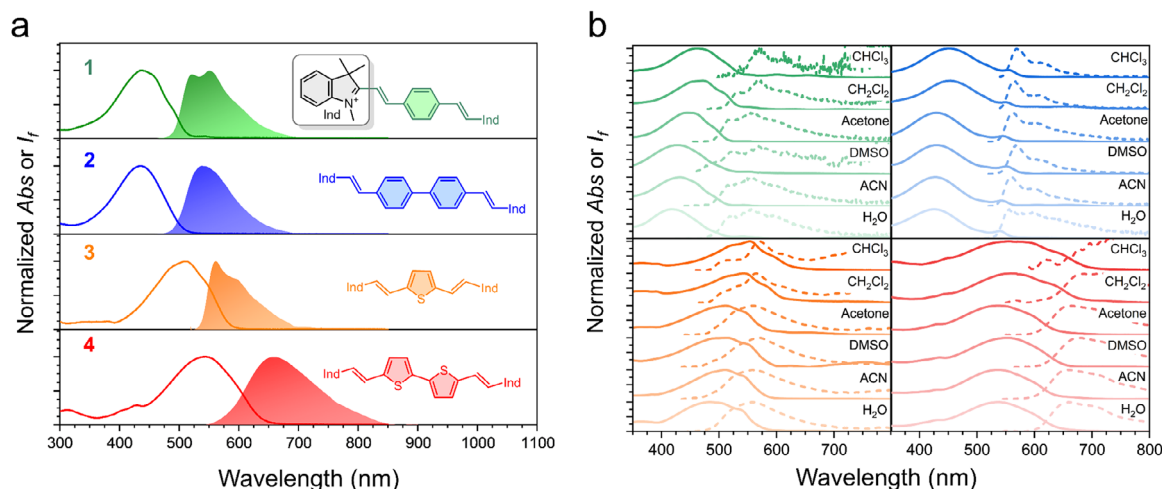 a
Normalized Abs or If
1
N+
Ind
Ind
2
Ind
Ind
3
Ind
S
Ind
4
Ind
S
S
Ind
300 400 500 600 700 800 900 1000 1100
Wavelength (nm)
b
Normalized Abs or If
CHCl3
CH2Cl2
Acetone
DMSO
ACN
H2O
CHCl3
CH2Cl2
Acetone
DMSO
ACN
H2O
CHCl3
CH2Cl2
Acetone
DMSO
ACN
H2O
CHCl3
CH2Cl2
Acetone
DMSO
ACN
H2O
400 500 600 700 400 500 600 700 800
Wavelength (nm)